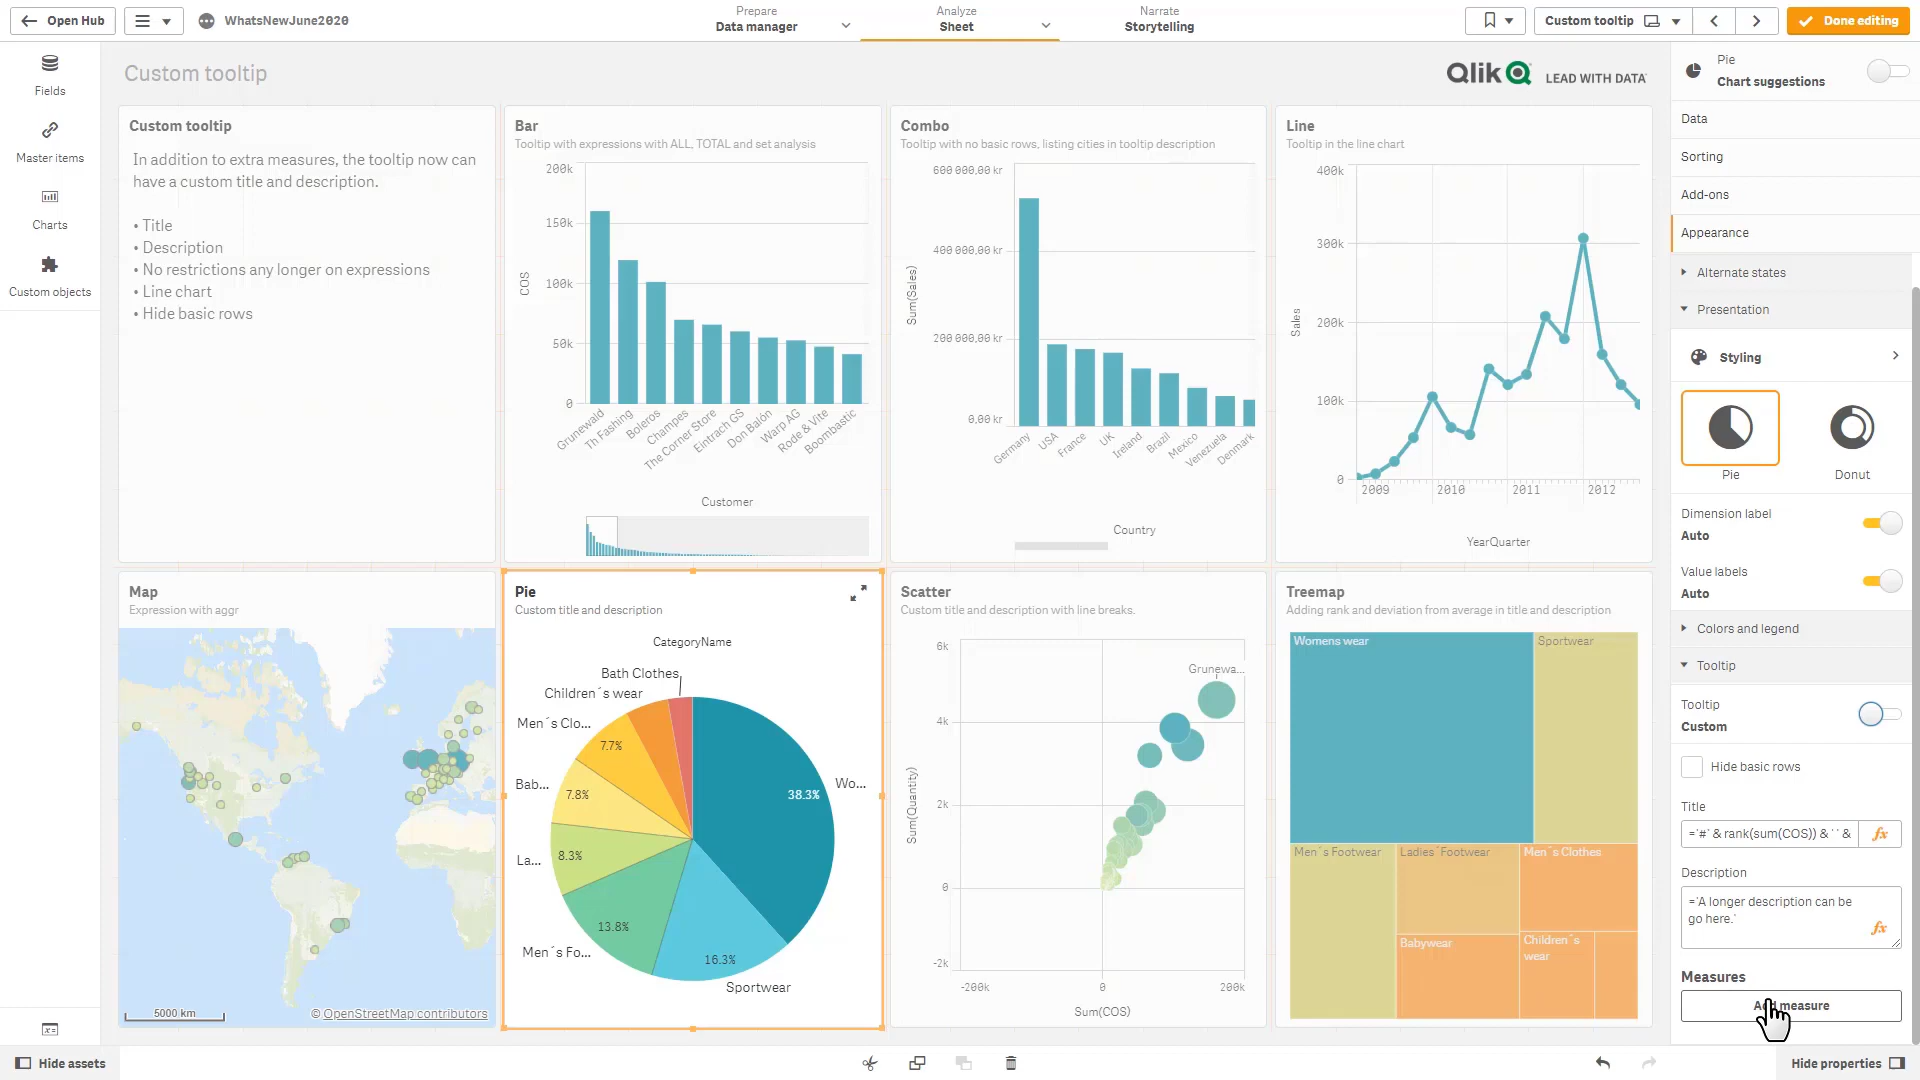 Open Hub
WhatsNewJune2020
Prepare
Data manager
Analyze
Sheet
Narrate
Storytelling
Custom tooltip
Done editing
Fields
Master items
Charts
Custom objects
Custom tooltip
Qlik LEAD WITH DATA
Custom tooltip
In addition to extra measures, the tooltip now can
have a custom title and description.
• Title
• Description
• No restrictions any longer on expressions
• Line chart
• Hide basic rows
Bar
Tooltip with expressions with ALL, TOTAL and set analysis
200k
150k
100k
50k
0
COS
Grunewald
Th Fashing
Boleros
Champes
The Corner Store
Eintrach GS
Don Balón
Warp AG
Rode & Vite
Boombastic
Customer
Combo
Tooltip with no basic rows, listing cities in tooltip description
600 000,00 kr
400 000,00 kr
200 000,00 kr
0,00 kr
Sum(Sales)
Germany
USA
France
UK
Ireland
Brazil
Mexico
Venezuela
Denmark
Country
Line
Tooltip in the line chart
400k
300k
200k
100k
0
Sales
2009
2010
2011
2012
YearQuarter
Map
Expression with aggr
5000 km
© OpenStreetMap contributors
Pie
Custom title and description
CategoryName
Bath Clothes
Children´s wear
Men´s Clo...
7.7%
Bab...
7.8%
La...
8.3%
Men´s Fo...
13.8%
16.3%
Sportwear
38.3%
Wo...
Scatter
Custom title and description with line breaks.
6k
4k
2k
0
-2k
Sum(Quantity)
Grunewa...
-200k
0
200k
Sum(COS)
Treemap
Adding rank and deviation from average in title and description
Womens wear
Sportwear
Men´s Footwear
Ladies´Footwear
Men´s Clothes
Babywear
Children´s
wear
Pie
Chart suggestions
Data
Sorting
Add-ons
Appearance
Alternate states
Presentation
Styling
Pie
Donut
Dimension label
Auto
Value labels
Auto
Colors and legend
Tooltip
Tooltip
Custom
Hide basic rows
Title
='#' & rank(sum(COS)) & ' ' &
fx
Description
='A longer description can be
go here.'
fx
Measures
Add measure
Hide assets
Hide properties